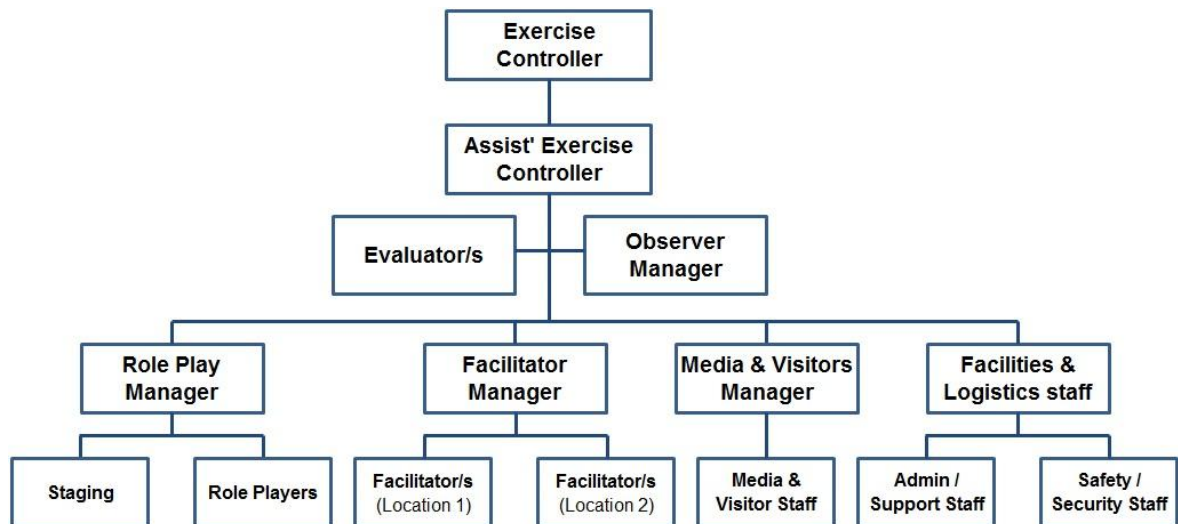 Exercise
Controller
Assist' Exercise
Controller
Evaluator/s
Observer
Manager
Role Play
Manager
Facilitator
Manager
Media & Visitors
Manager
Facilities &
Logistics staff
Staging
Role Players
Facilitator/s
(Location 1)
Facilitator/s
(Location 2)
Media &
Visitor Staff
Admin /
Support Staff
Safety /
Security Staff